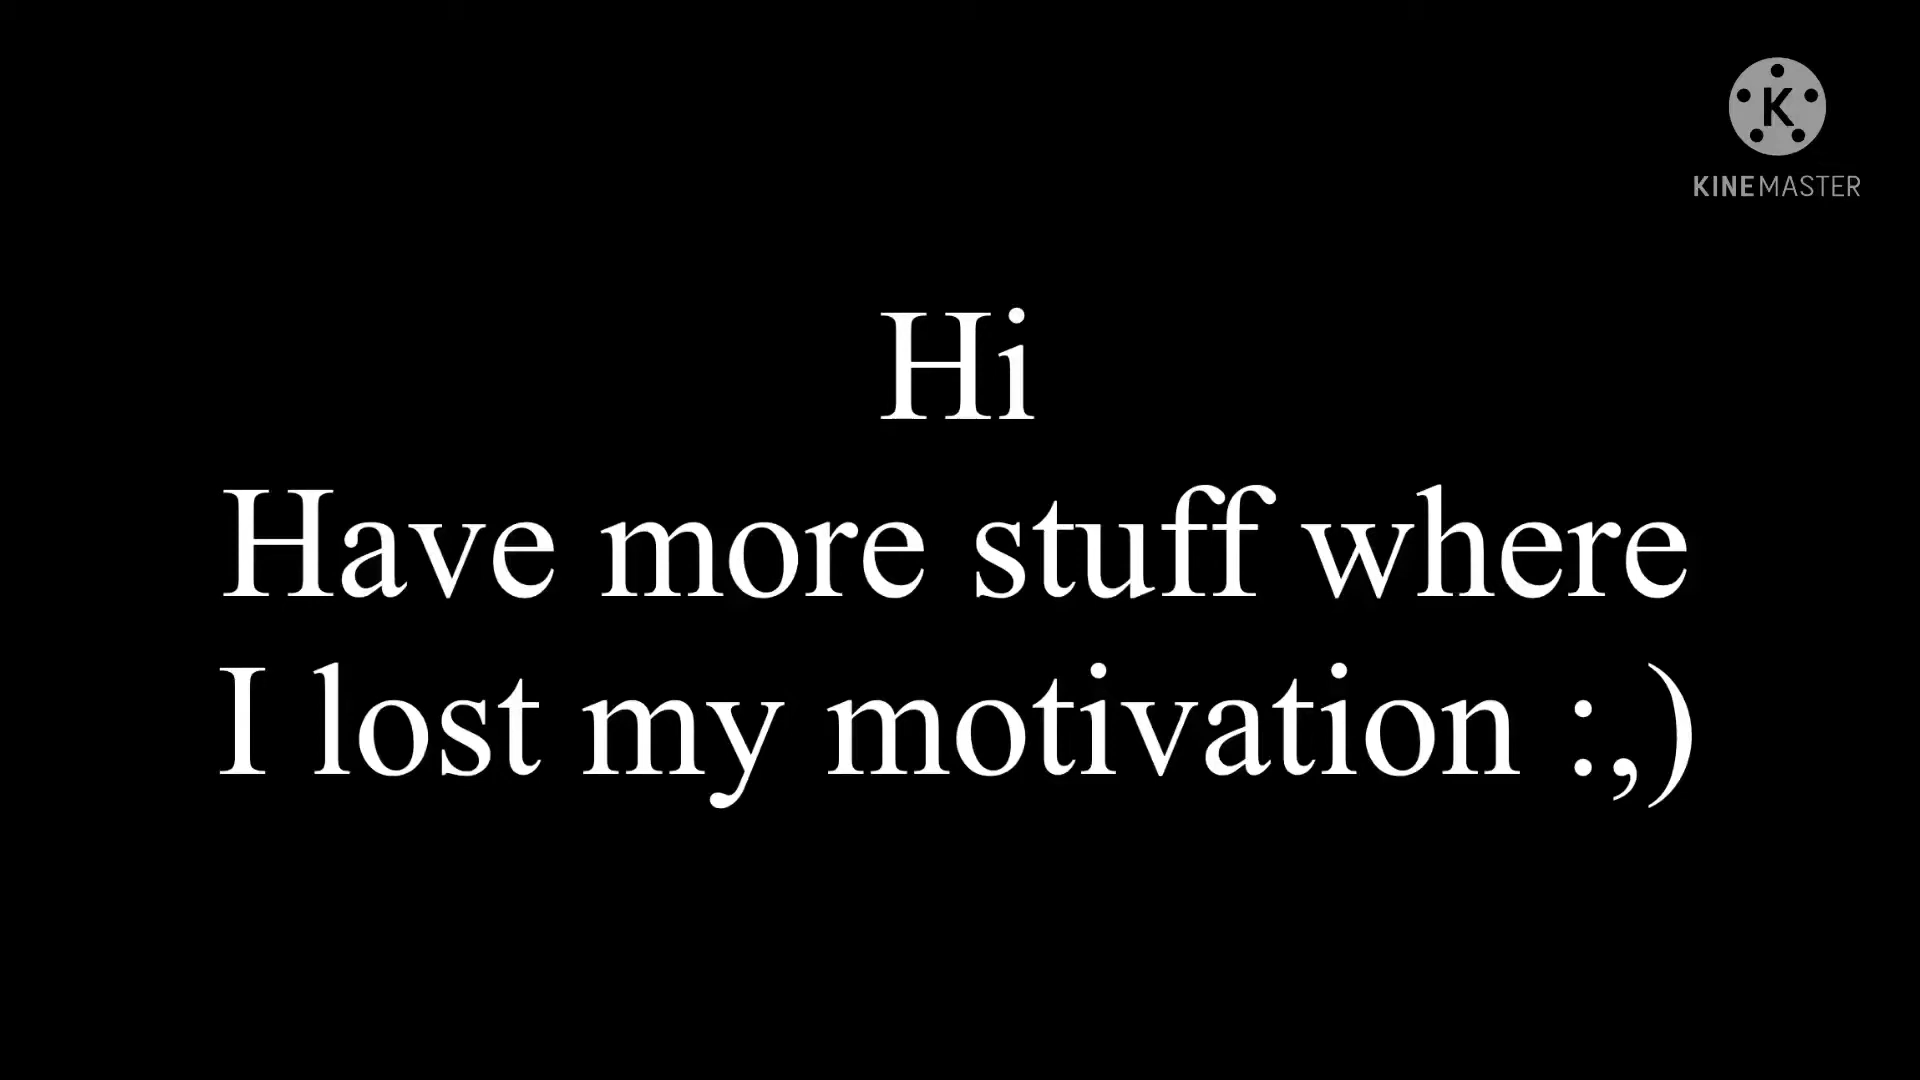 K
KINEMASTER
Hi
Have more stuff where
I lost my motivation :,)